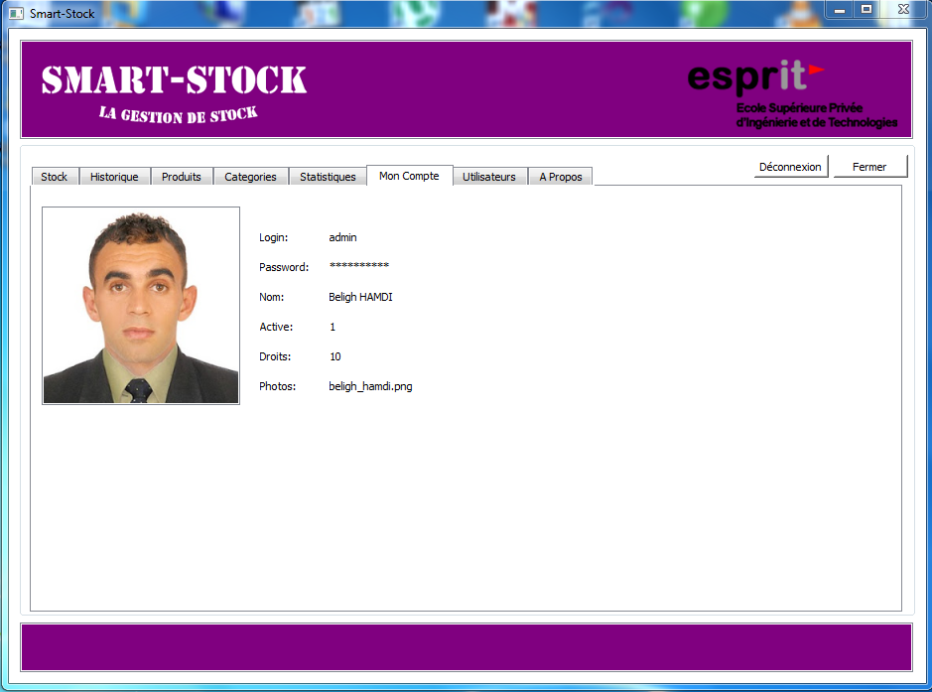 Smart-Stock
SMART-STOCK
LA GESTION DE STOCK
esprit
Ecole Supérieure Privée
d'Ingénierie et de Technologies
Déconnexion Fermer
Stock Historique Produits Categories Statistiques Mon Compte Utilisateurs A Propos
Login: admin
Password: **********
Nom: Beligh HAMDI
Active: 1
Droits: 10
Photos: beligh_hamdi.png